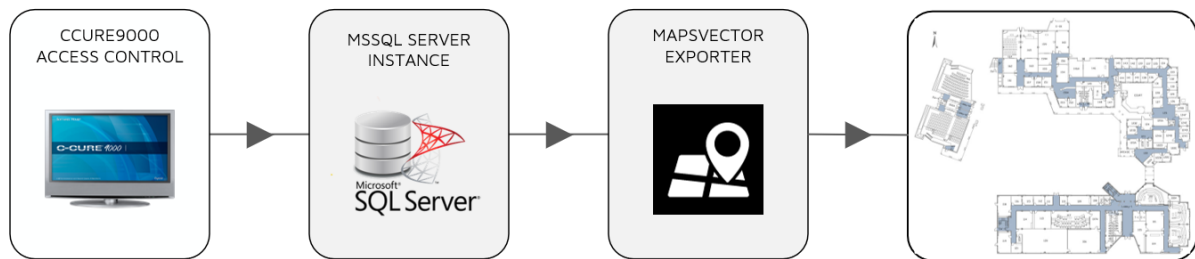 CCURE9000
ACCESS CONTROL
C•CURE 9000
MSSQL SERVER
INSTANCE
Microsoft®
SQL Server®
MAPSVECTOR
EXPORTER